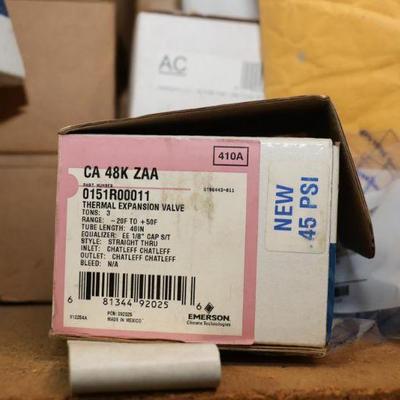 AC
410A
CA 48K ZAA
PART NUMBER
0151R00011
THERMAL EXPANSION VALVE
TONS: 3
RANGE: -20F TO +50F
TUBE LENGTH: 40IN
EQUALIZER: EE 1/8" CAP S/T
STYLE: STRAIGHT THRU
INLET: CHATLEFF CHATLEFF
OUTLET: CHATLEFF CHATLEFF
BLEED: N/A
6 81344 92025 6
PCN: 092025
MADE IN MEXICO
EMERSON
Climate Technologies
NEW
45 PSI